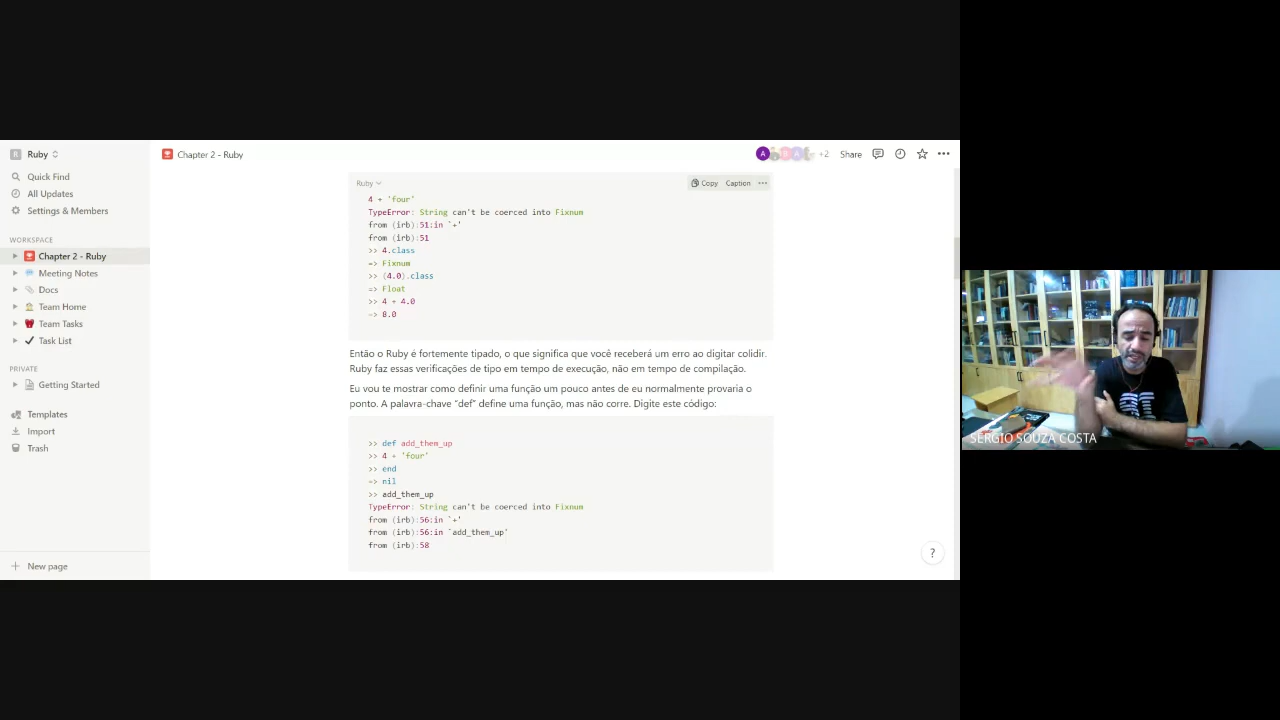 Ruby
Quick Find
All Updates
Settings & Members
WORKSPACE
Chapter 2 - Ruby
Meeting Notes
Docs
Team Home
Team Tasks
Task List
PRIVATE
Getting Started
Templates
Import
Trash
New page
Chapter 2 - Ruby
A
A
+2
Share
Ruby
Copy Caption
4 + 'four'
TypeError: String can't be coerced into Fixnum
from (irb):51:in `+'
from (irb):51
>> 4.class
=> Fixnum
>> (4.0).class
=> Float
>> 4 + 4.0
=> 8.0
Então o Ruby é fortemente tipado, o que significa que você receberá um erro ao digitar colidir.
Ruby faz essas verificações de tipo em tempo de execução, não em tempo de compilação.
Eu vou te mostrar como definir uma função um pouco antes de eu normalmente provaria o
ponto. A palavra-chave “def” define uma função, mas não corre. Digite este código:
>> def add_them_up
>> 4 + 'four'
>> end
=> nil
>> add_them_up
TypeError: String can't be coerced into Fixnum
from (irb):56:in `+'
from (irb):56:in `add_them_up'
from (irb):58
?
SERGIO SOUZA COSTA